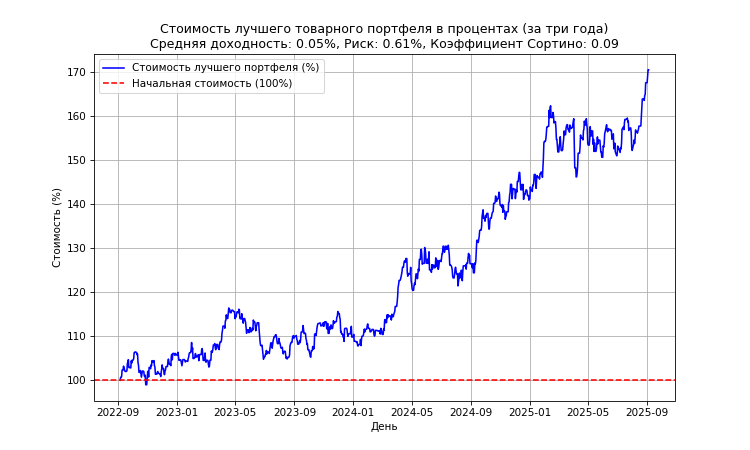 Стоимость лучшего товарного портфеля в процентах (за три года)
Средняя доходность: 0.05%, Риск: 0.61%, Коэффициент Сортино: 0.09
Стоимость лучшего портфеля (%)
Начальная стоимость (100%)
Стоимость (%)
170
160
150
140
130
120
110
100
2022-09 2023-01 2023-05 2023-09 2024-01 2024-05 2024-09 2025-01 2025-05 2025-09
День